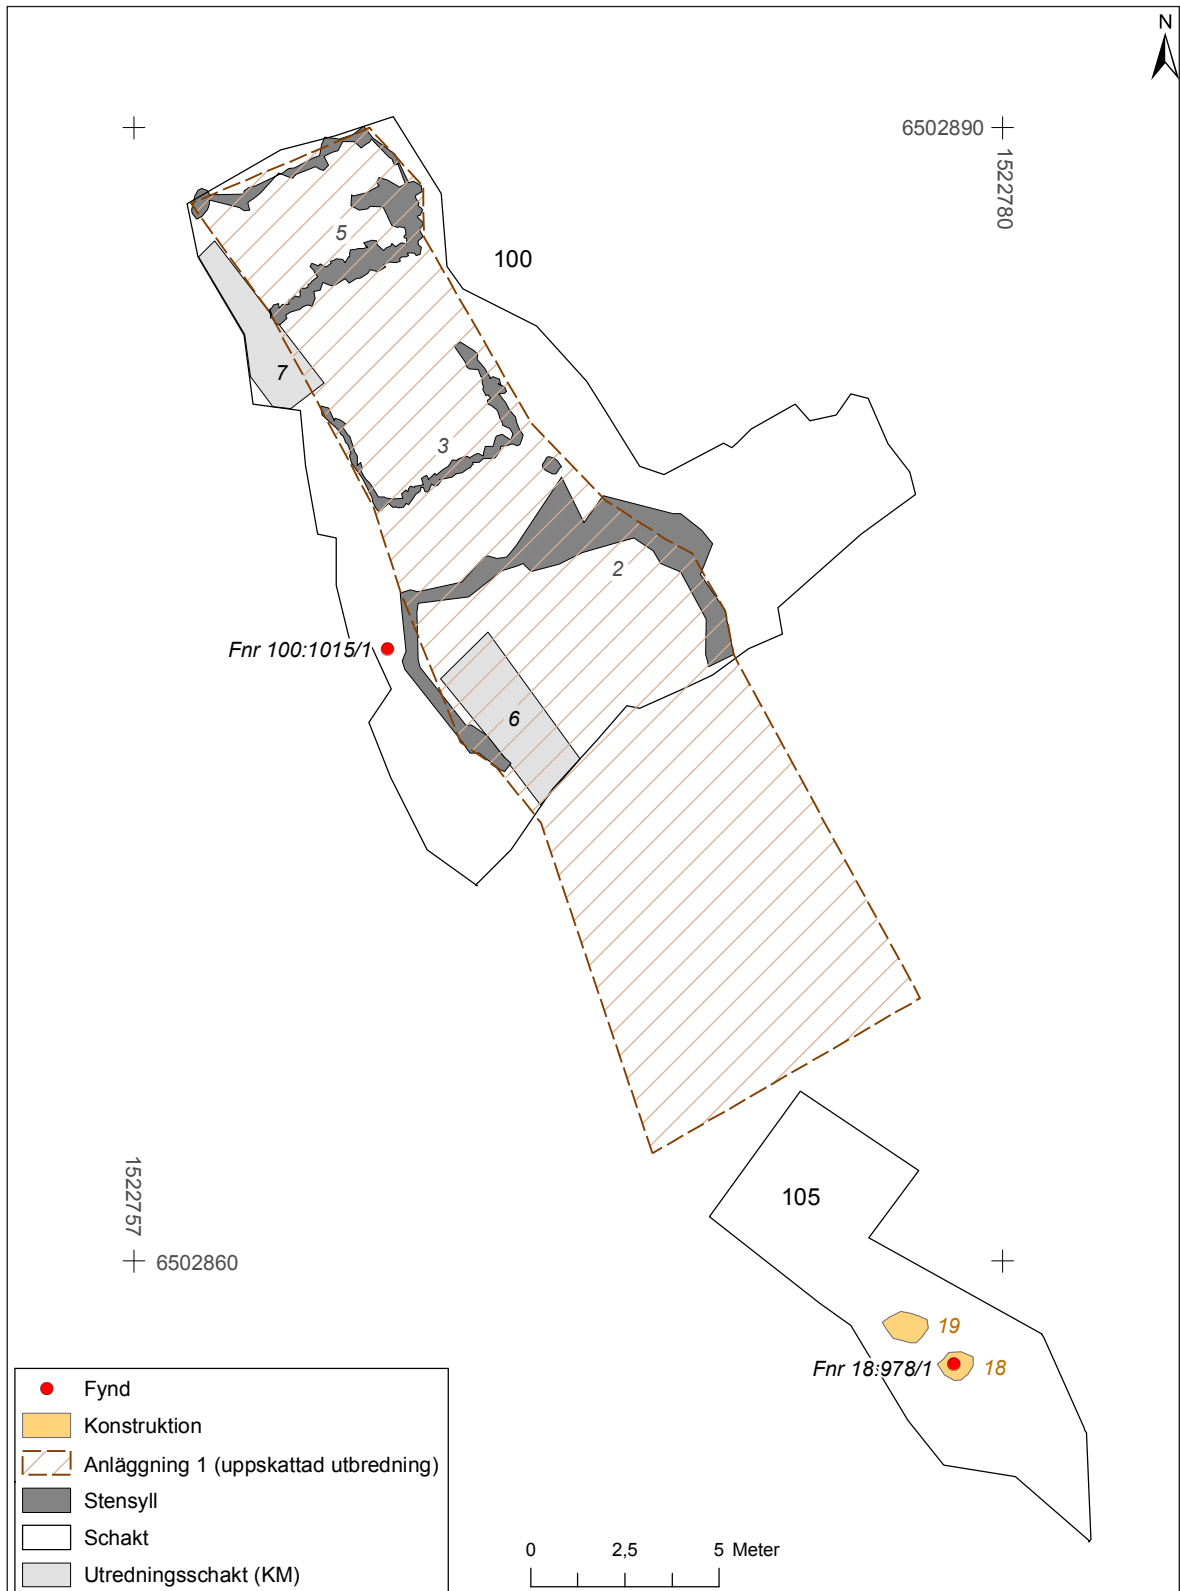 N
6502890
1522780
5
100
7
3
2
Fnr 100:1015/1
6
1522757
105
6502860
19
Fnr 18:978/1
18
Fynd
Konstruktion
Anläggning 1 (uppskattad utbredning)
Stensyll
Schakt
Utredningsschakt (KM)
0 2,5 5 Meter